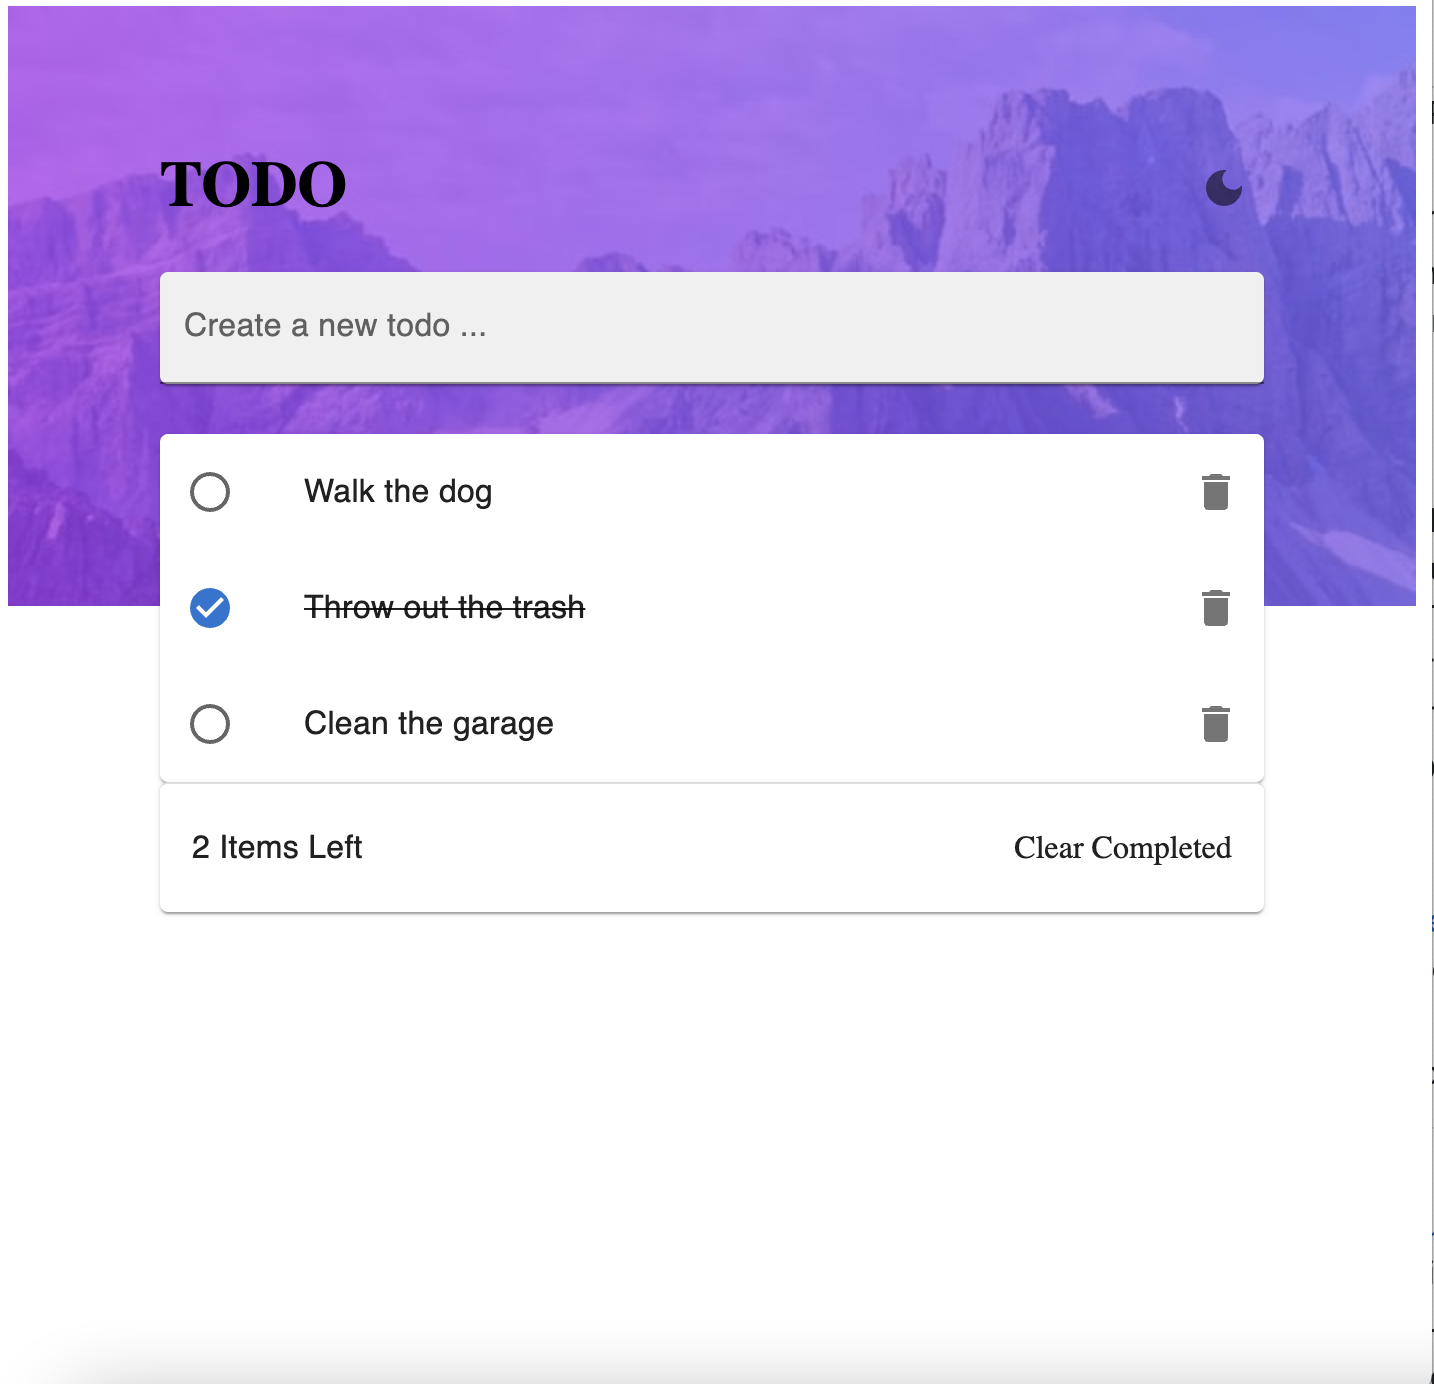 TODO
Create a new todo ...
Walk the dog
Throw out the trash
Clean the garage
2 Items Left
Clear Completed